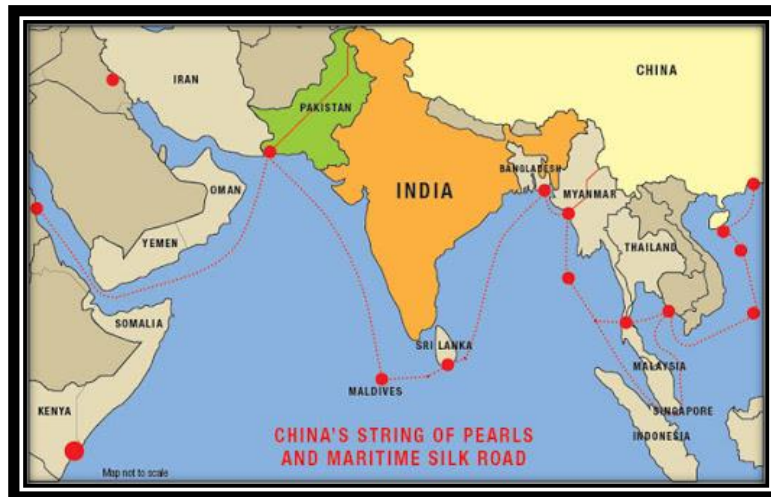 IRAN
CHINA
PAKISTAN
BANGLADESH
OMAN
INDIA
MYANMAR
YEMEN
THAILAND
SOMALIA
SRI LANKA
MALAYSIA
MALDIVES
KENYA
SINGAPORE
INDONESIA
CHINA'S STRING OF PEARLS
AND MARITIME SILK ROAD
Map not to scale